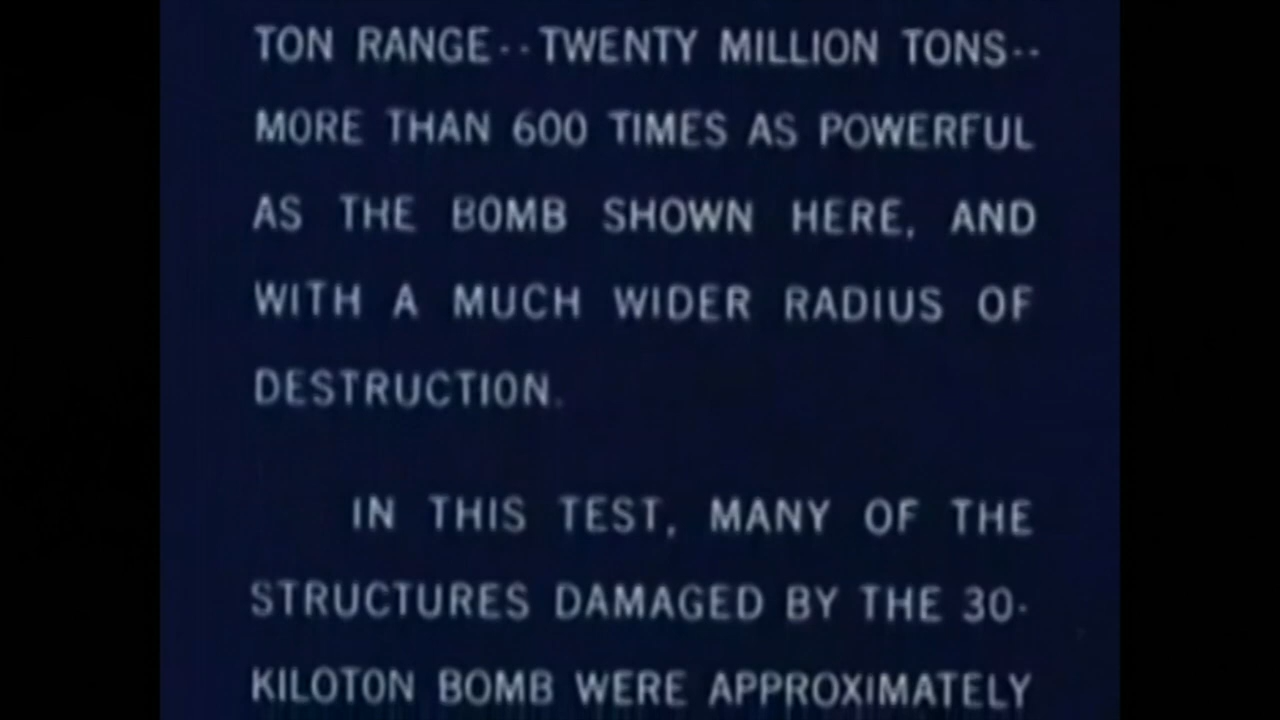 TON RANGE--TWENTY MILLION TONS--
MORE THAN 600 TIMES AS POWERFUL
AS THE BOMB SHOWN HERE, AND
WITH A MUCH WIDER RADIUS OF
DESTRUCTION.
IN THIS TEST, MANY OF THE
STRUCTURES DAMAGED BY THE 30-
KILOTON BOMB WERE APPROXIMATELY